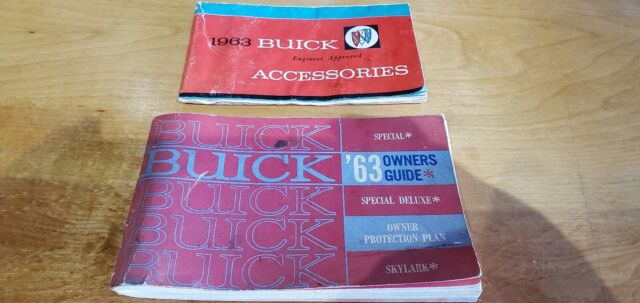 1963 BUICK
Engineer Approved
ACCESSORIES
BUICK
BUICK
BUICK
BUICK
BUICK
SPECIAL*
'63 OWNERS
GUIDE*
SPECIAL DELUXE*
OWNER
PROTECTION PLAN
SKYLARK*